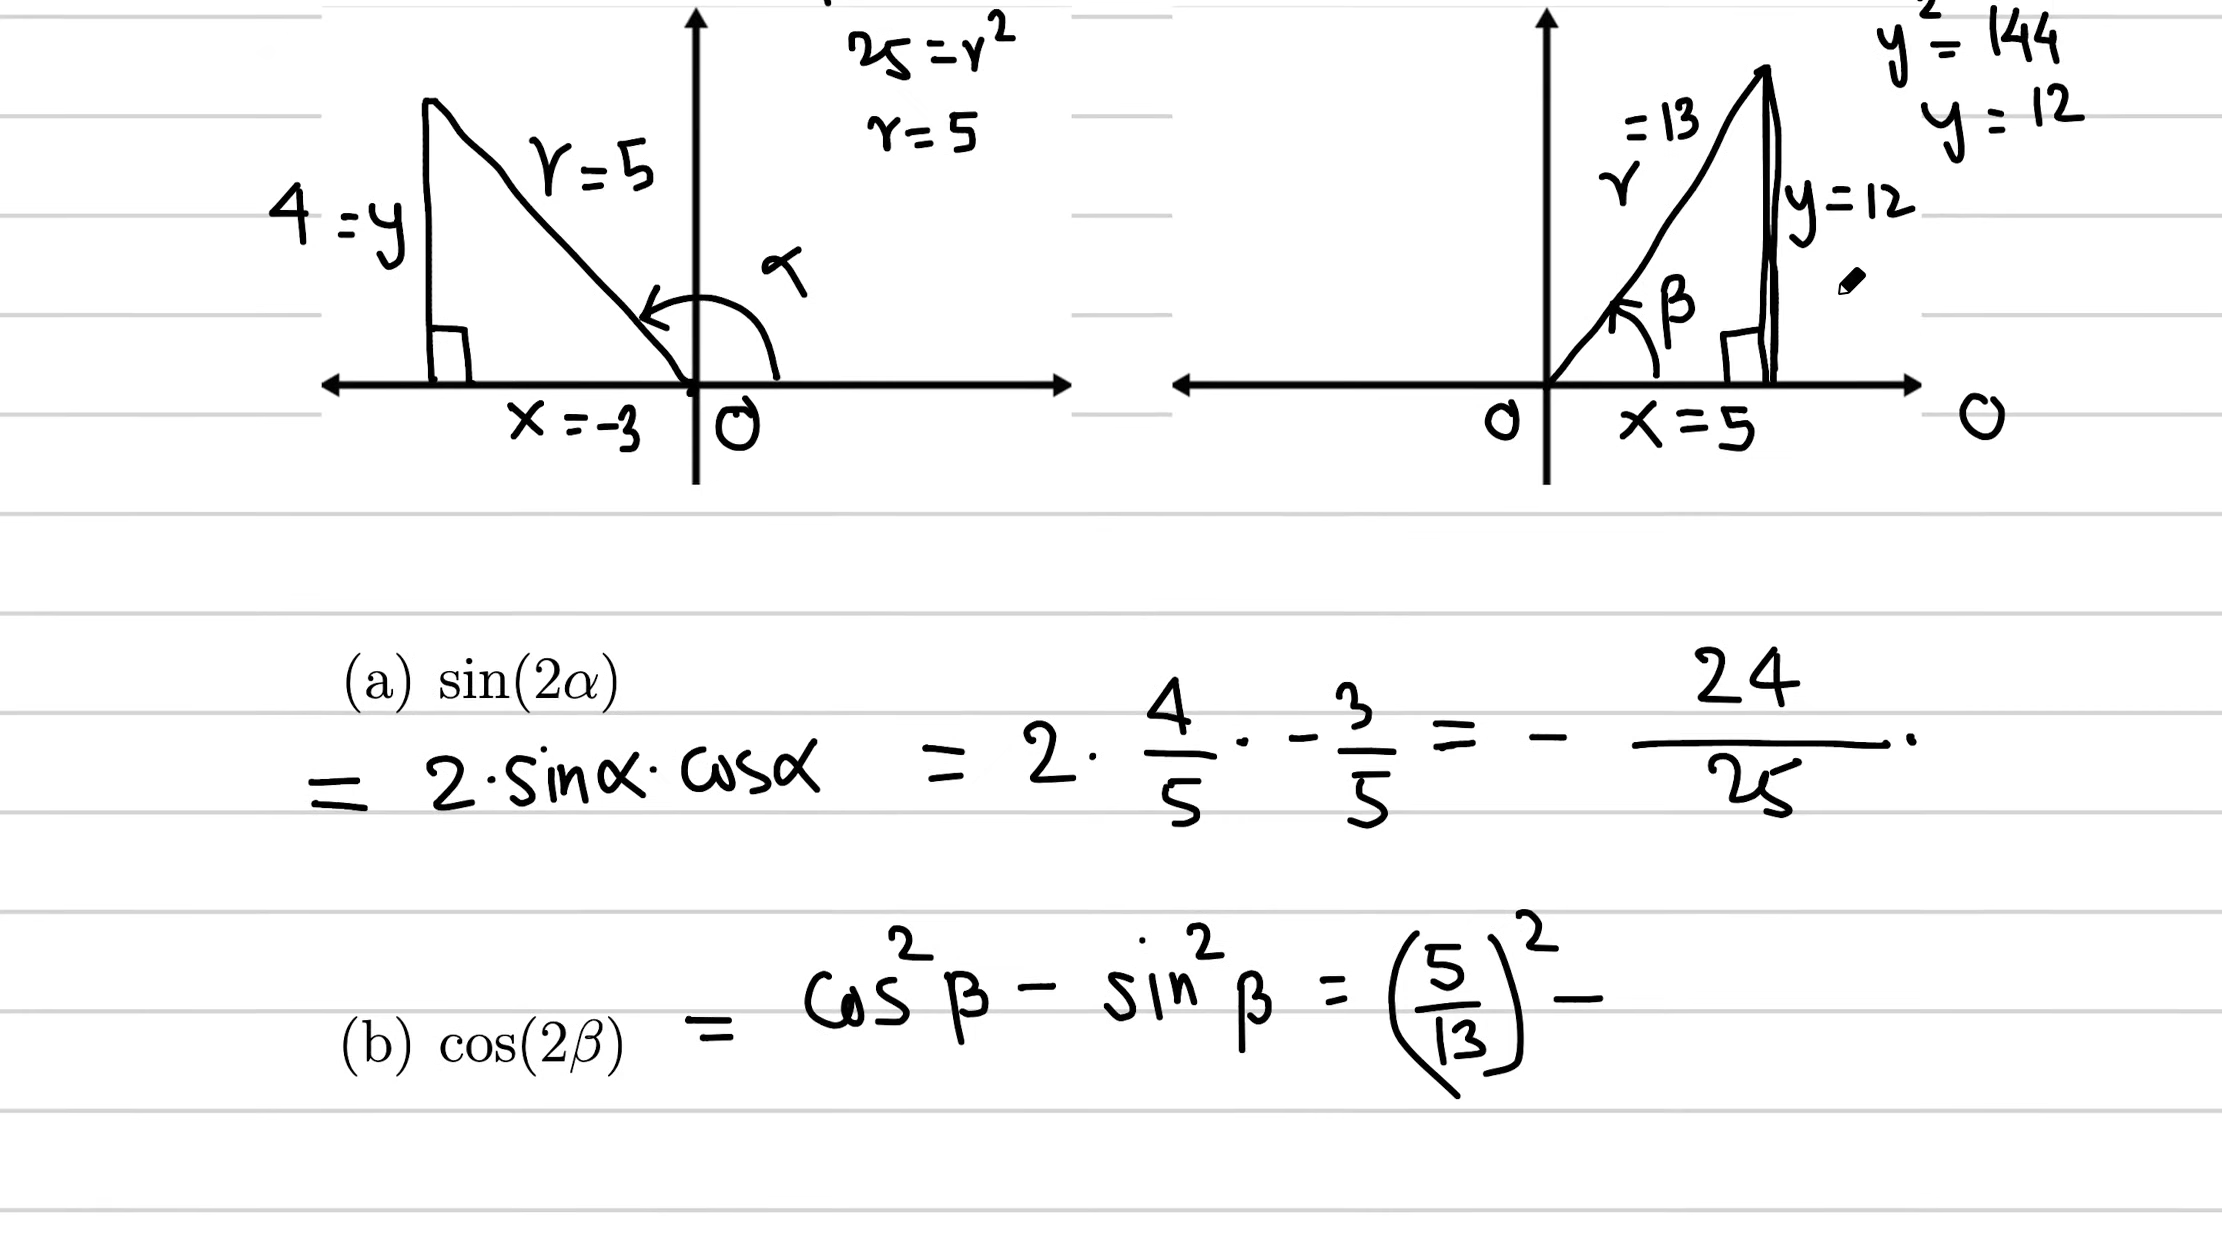 25 = r²
r = 5
y² = 144
y = 12
r = 5
4 = y
α
x = -3
O
= 13
r
y = 12
β
O
x = 5
O
(a) sin(2α)
= 2·sinα·cosα = 2·4/5·-3/5 = -24/25.
(b) cos(2β) = cos²β - sin²β = (5/13)² -